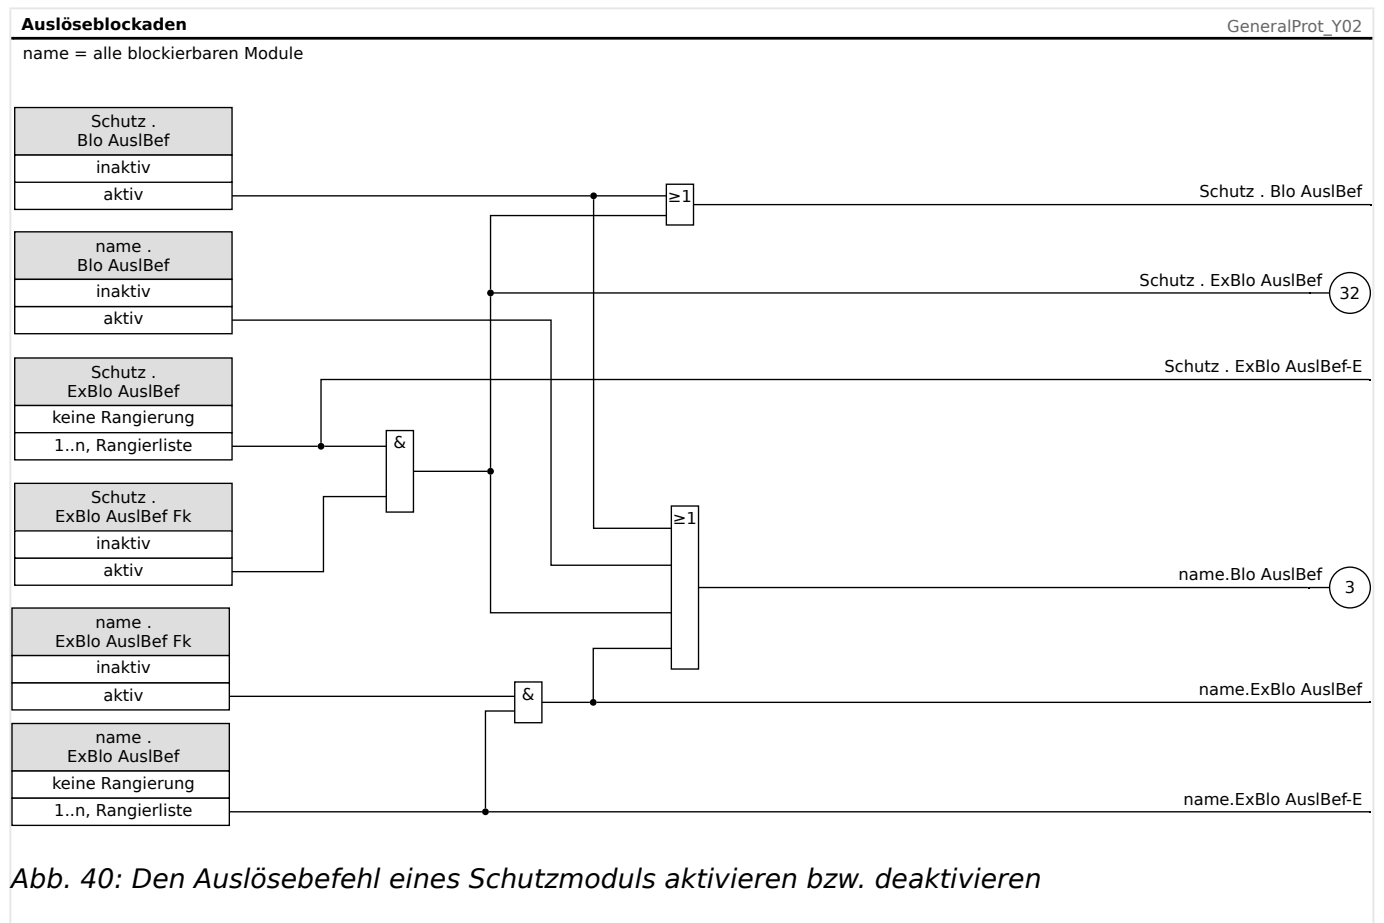 Auslöseblockaden
GeneralProt_Y02
name = alle blockierbaren Module
Schutz .
Blo AuslBef
inaktiv
aktiv
≥1
Schutz . Blo AuslBef
name .
Blo AuslBef
inaktiv
aktiv
Schutz . ExBlo AuslBef
32
Schutz .
ExBlo AuslBef
keine Rangierung
1..n, Rangierliste
&
Schutz . ExBlo AuslBef-E
Schutz .
ExBlo AuslBef Fk
inaktiv
aktiv
≥1
name.Blo AuslBef
3
name .
ExBlo AuslBef Fk
inaktiv
aktiv
&
name.ExBlo AuslBef
name .
ExBlo AuslBef
keine Rangierung
1..n, Rangierliste
name.ExBlo AuslBef-E
Abb. 40: Den Auslösebefehl eines Schutzmoduls aktivieren bzw. deaktivieren